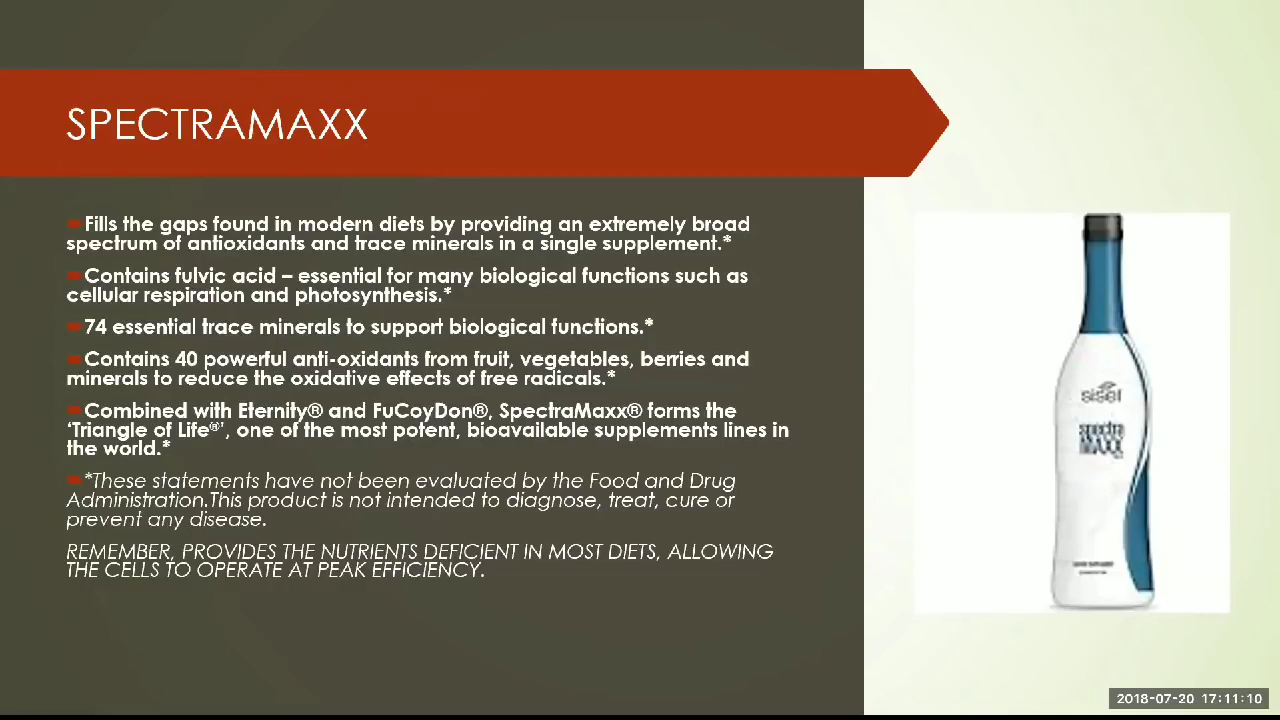 SPECTRAMAXX
Fills the gaps found in modern diets by providing an extremely broad
spectrum of antioxidants and trace minerals in a single supplement.*
Contains fulvic acid – essential for many biological functions such as
cellular respiration and photosynthesis.*
74 essential trace minerals to support biological functions.*
Contains 40 powerful anti-oxidants from fruit, vegetables, berries and
minerals to reduce the oxidative effects of free radicals.*
Combined with Eternity® and FuCoyDon®, SpectraMaxx® forms the
‘Triangle of Life®’, one of the most potent, bioavailable supplements lines in
the world.*
*These statements have not been evaluated by the Food and Drug
Administration.This product is not intended to diagnose, treat, cure or
prevent any disease.
REMEMBER, PROVIDES THE NUTRIENTS DEFICIENT IN MOST DIETS, ALLOWING
THE CELLS TO OPERATE AT PEAK EFFICIENCY.
sisel
spectra
MAXX
2018-07-20 17:11:10